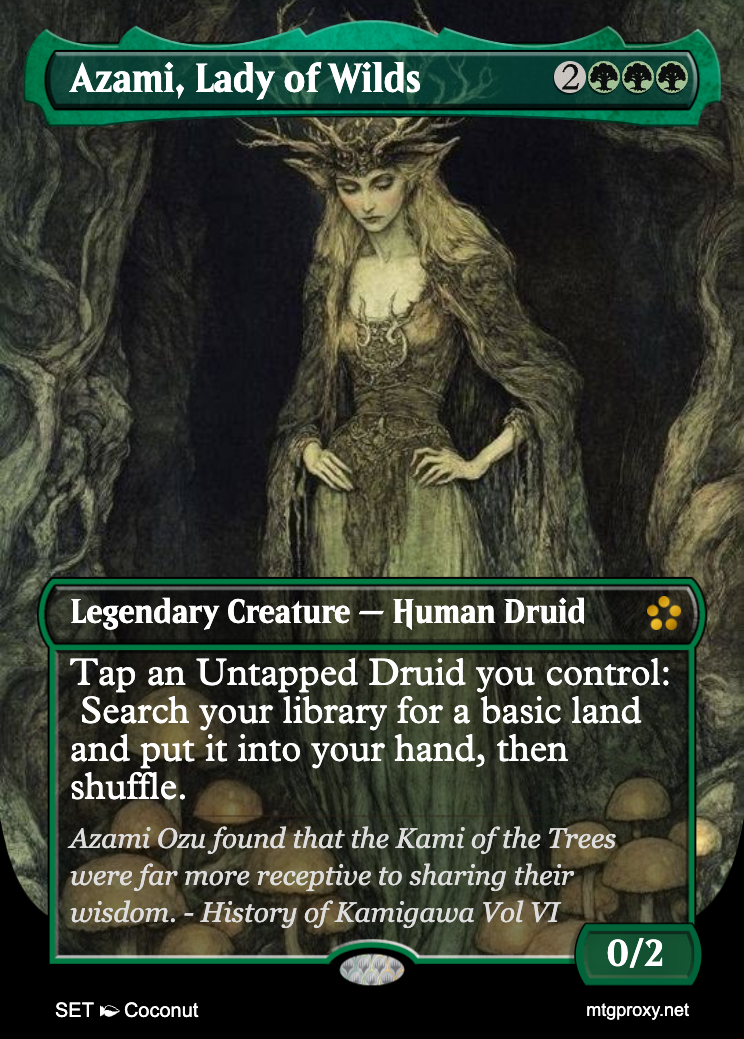 Azami, Lady of Wilds 2
Legendary Creature — Human Druid
Tap an Untapped Druid you control:
Search your library for a basic land
and put it into your hand, then
shuffle.
Azami Ozu found that the Kami of the Trees
were far more receptive to sharing their
wisdom. - History of Kamigawa Vol VI
0/2
SET Coconut
mtgproxy.net